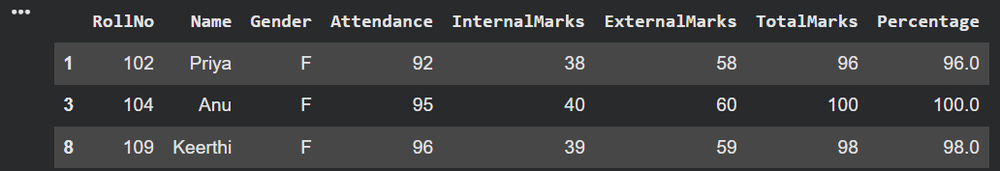 RollNo Name Gender Attendance InternalMarks ExternalMarks TotalMarks Percentage
1 102 Priya F 92 38 58 96 96.0
3 104 Anu F 95 40 60 100 100.0
8 109 Keerthi F 96 39 59 98 98.0